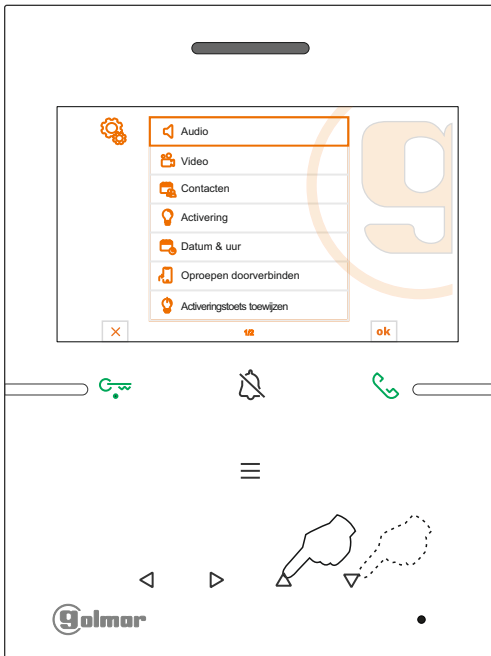 Audio
Video
Contacten
Activering
Datum & uur
Oproepen doorverbinden
Activeringstoets toewijzen
1/2
ok
golmar